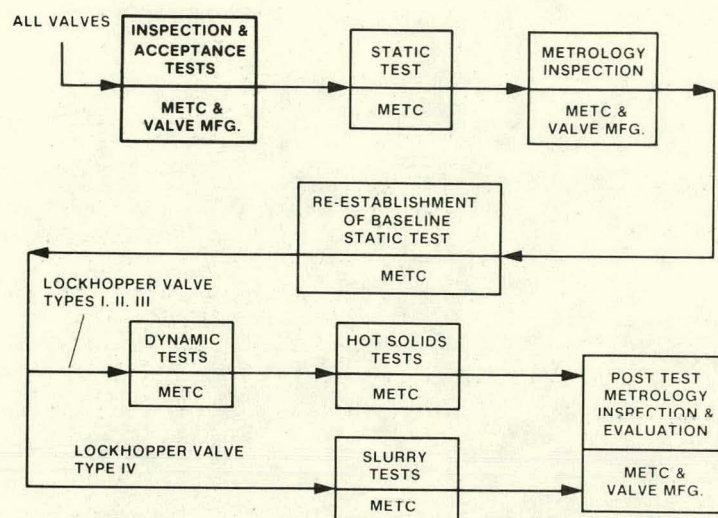 ALL VALVES
INSPECTION &
ACCEPTANCE
TESTS
METC &
VALVE MFG.
STATIC
TEST
METC
METROLOGY
INSPECTION
METC &
VALVE MFG.
RE-ESTABLISHMENT
OF BASELINE
STATIC TEST
METC
LOCKHOPPER VALVE
TYPES I. II. III
DYNAMIC
TESTS
METC
HOT SOLIDS
TESTS
METC
POST TEST
METROLOGY
INSPECTION &
EVALUATION
METC &
VALVE MFG.
LOCKHOPPER VALVE
TYPE IV
SLURRY
TESTS
METC